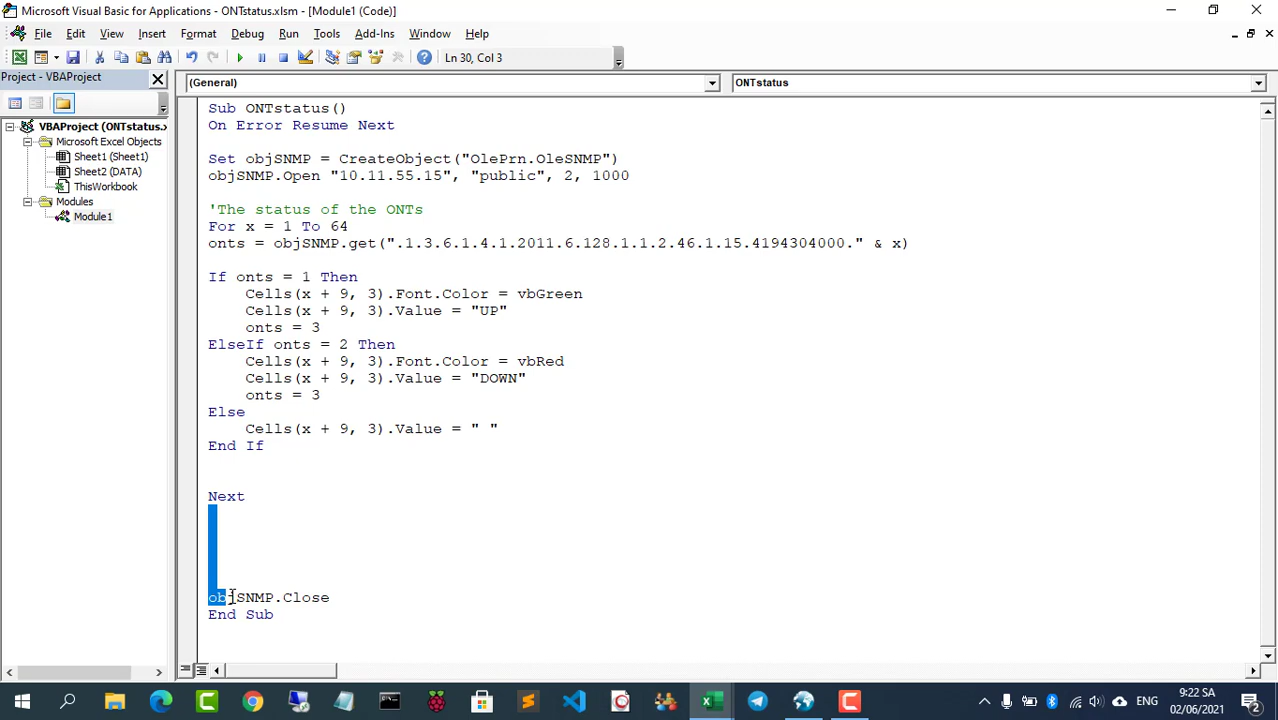 Microsoft Visual Basic for Applications - ONTstatus.xlsm - [Module1 (Code)]
File Edit View Insert Format Debug Run Tools Add-Ins Window Help
Ln 30, Col 3
Project - VBAProject
(General)
ONTstatus
VBAProject (ONTstatus.x
Microsoft Excel Objects
Sheet1 (Sheet1)
Sheet2 (DATA)
ThisWorkbook
Modules
Module1
Sub ONTstatus()
On Error Resume Next
Set objSNMP = CreateObject("OlePrn.OleSNMP")
objSNMP.Open "10.11.55.15", "public", 2, 1000
'The status of the ONTs
For x = 1 To 64
onts = objSNMP.get(".1.3.6.1.4.1.2011.6.128.1.1.2.46.1.15.4194304000." & x)
If onts = 1 Then
Cells(x + 9, 3).Font.Color = vbGreen
Cells(x + 9, 3).Value = "UP"
onts = 3
ElseIf onts = 2 Then
Cells(x + 9, 3).Font.Color = vbRed
Cells(x + 9, 3).Value = "DOWN"
onts = 3
Else
Cells(x + 9, 3).Value = " "
End If
Next
objSNMP.Close
End Sub
ENG
9:22 SA
02/06/2021
2